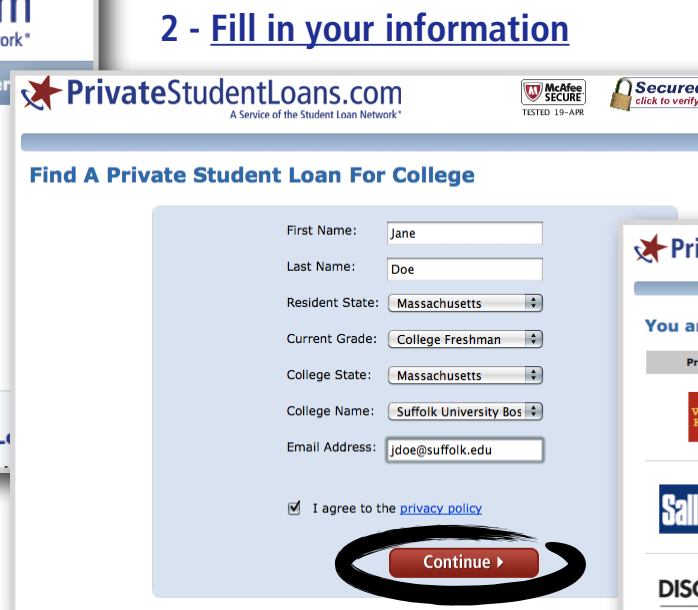 2 - Fill in your information
PrivateStudentLoans.com
A Service of the Student Loan Network
McAfee
SECURE
TESTED 19-APR
Secured
click to verify
Find A Private Student Loan For College
First Name: Jane
Last Name: Doe
Resident State: Massachusetts
Current Grade: College Freshman
College State: Massachusetts
College Name: Suffolk University Bos
Email Address: jdoe@suffolk.edu
I agree to the privacy policy
Continue
You